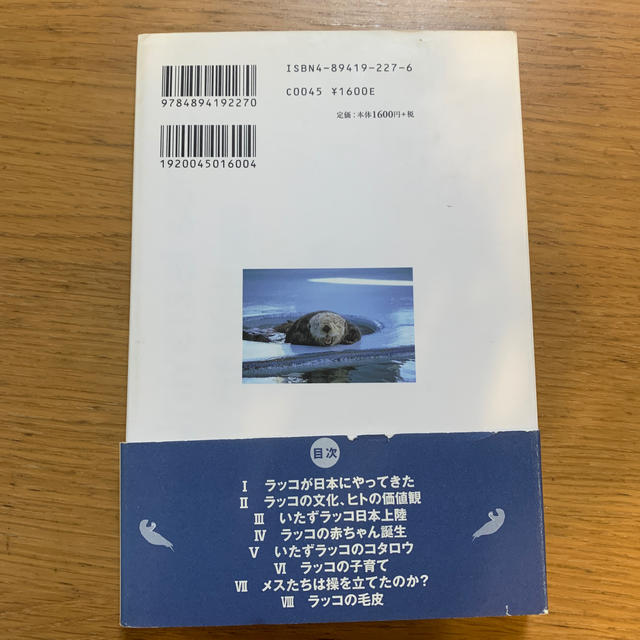 ISBN4-89419-227-6
9784894192270
C0045 ¥1600E
定価：本体1600円+税
1920045016004
目次
Ⅰ ラッコが日本にやってきた
Ⅱ ラッコの文化、ヒトの価値観
Ⅲ いたずラッコ日本上陸
Ⅳ ラッコの赤ちゃん誕生
Ⅴ いたずラッコのコタロウ
Ⅵ ラッコの子育て
Ⅶ メスたちは操を立てたのか?
Ⅷ ラッコの毛皮